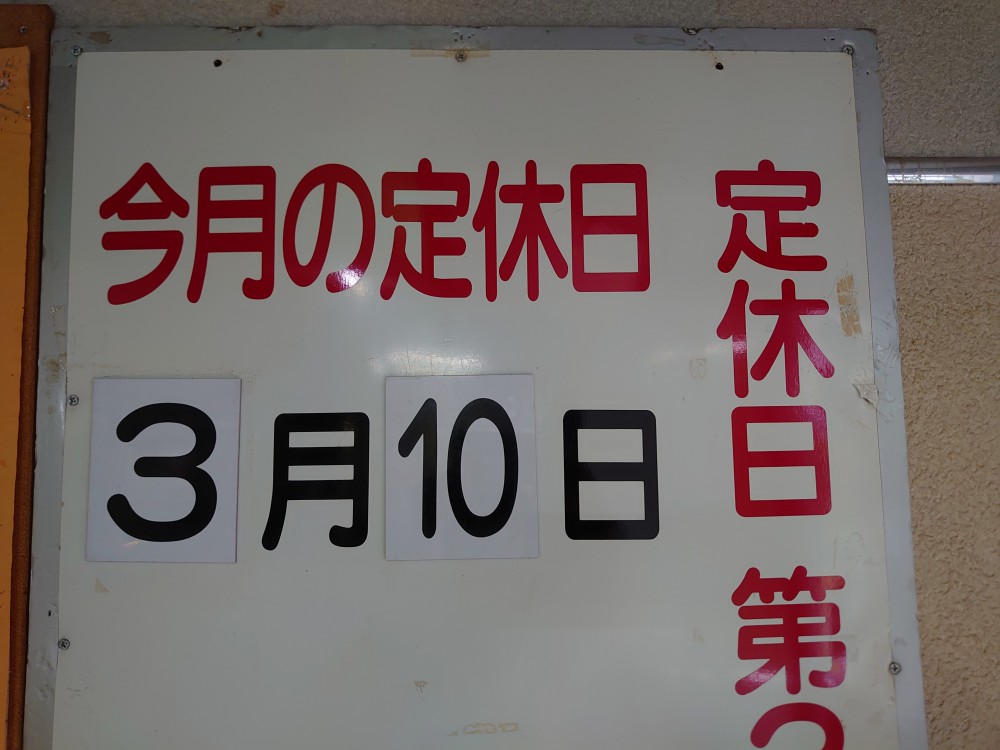 今月の定休日
3月10日
定休日 第